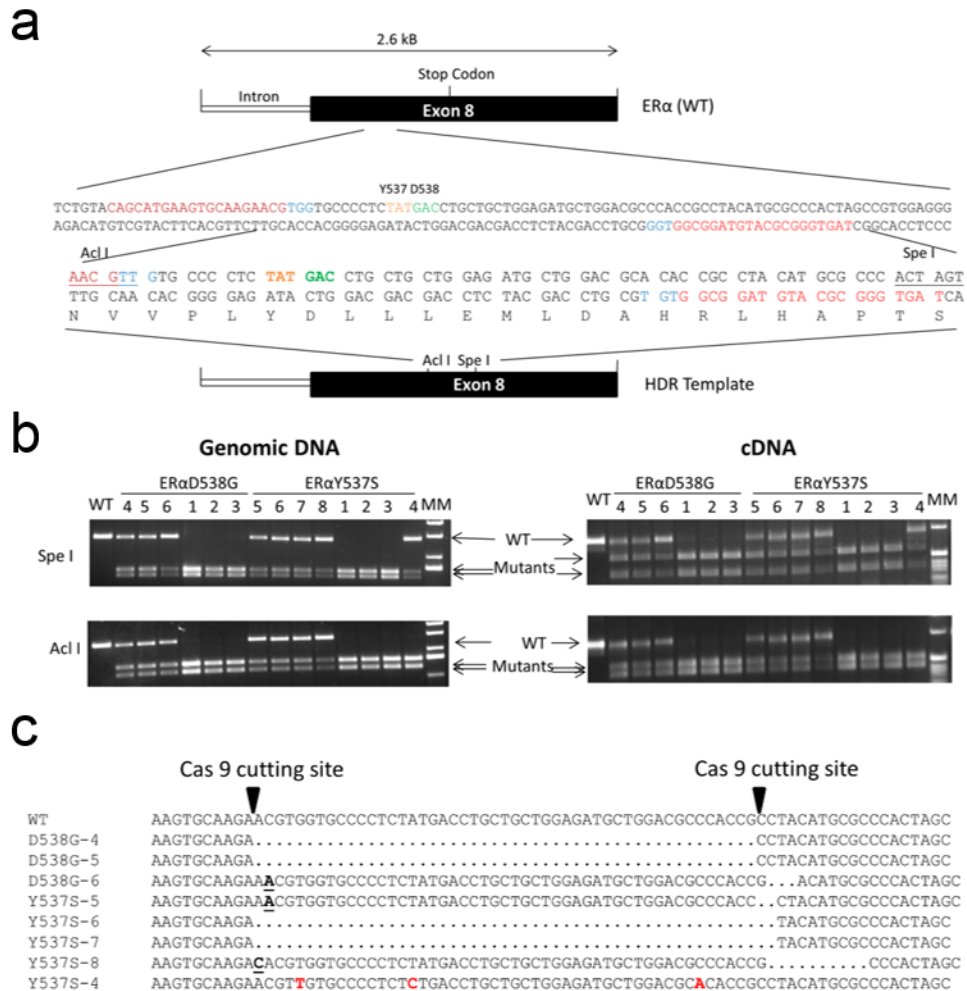 a
2.6 kB
Stop Codon
Intron
Exon 8
ERα (WT)
Y537 D538
TCTGTACAGCATGAAGTGCAAGAACGTGGTGCCCCTCTATGACCTGCTGCTGGAGATGCTGGACGCCCACCGCCTACATGCGCCCACTAGCCGTGGAGGG
AGACATGTCGTACTTCACGTTCTTGCACCACGGGGAGATACTGGACGACGACCTCTACGACCTGCGGGTGGCGGATGTACGCGGGTGATCGGCACCTCCC
Acl I Spe I
AAC GTT GTG CCC CTC TAT GAC CTG CTG CTG GAG ATG CTG GAC GCA CAC CGC CTA CAT GCG CCC ACT AGT
TTG CAA CAC GGG GAG ATA CTG GAC GAC GAC CTC TAC GAC CTG CGT GTG GCG GAT GTA CGC GGG TGA TCA
N V V P L Y D L L L E M L D A H R L H A P T S
Acl I Spe I
Exon 8
HDR Template
b
Genomic DNA cDNA
ERαD538G ERαY537S ERαD538G ERαY537S
WT 4 5 6 1 2 3 5 6 7 8 1 2 3 4 MM WT 4 5 6 1 2 3 5 6 7 8 1 2 3 4 MM
Spe I
WT
Mutants
Acl I
WT
Mutants
c
Cas 9 cutting site Cas 9 cutting site
WT AAGTGCAAGAACGTGGTGCCCCTCTATGACCTGCTGCTGGAGATGCTGGACGCCCACCGCCTACATGCGCCCACTAGC
D538G-4 AAGTGCAAGA.................................................CCTACATGCGCCCACTAGC
D538G-5 AAGTGCAAGA.................................................CCTACATGCGCCCACTAGC
D538G-6 AAGTGCAAGAAACGTGGTGCCCCTCTATGACCTGCTGCTGGAGATGCTGGACGCCCACCG...ACATGCGCCCACTAGC
Y537S-5 AAGTGCAAGAAACGTGGTGCCCCTCTATGACCTGCTGCTGGAGATGCTGGACGCCCACC..CTACATGCGCCCACTAGC
Y537S-6 AAGTGCAAGA...................................................TACATGCGCCCACTAGC
Y537S-7 AAGTGCAAGA...................................................TACATGCGCCCACTAGC
Y537S-8 AAGTGCAAGACACGTGGTGCCCCTCTATGACCTGCTGCTGGAGATGCTGGACGCCCACCG..........CCCACTAGC
Y537S-4 AAGTGCAAGAACGTTGTGCCCCTCTCTGACCTGCTGCTGGAGATGCTGGACGCACACCGCCTACATGCGCCCACTAGC